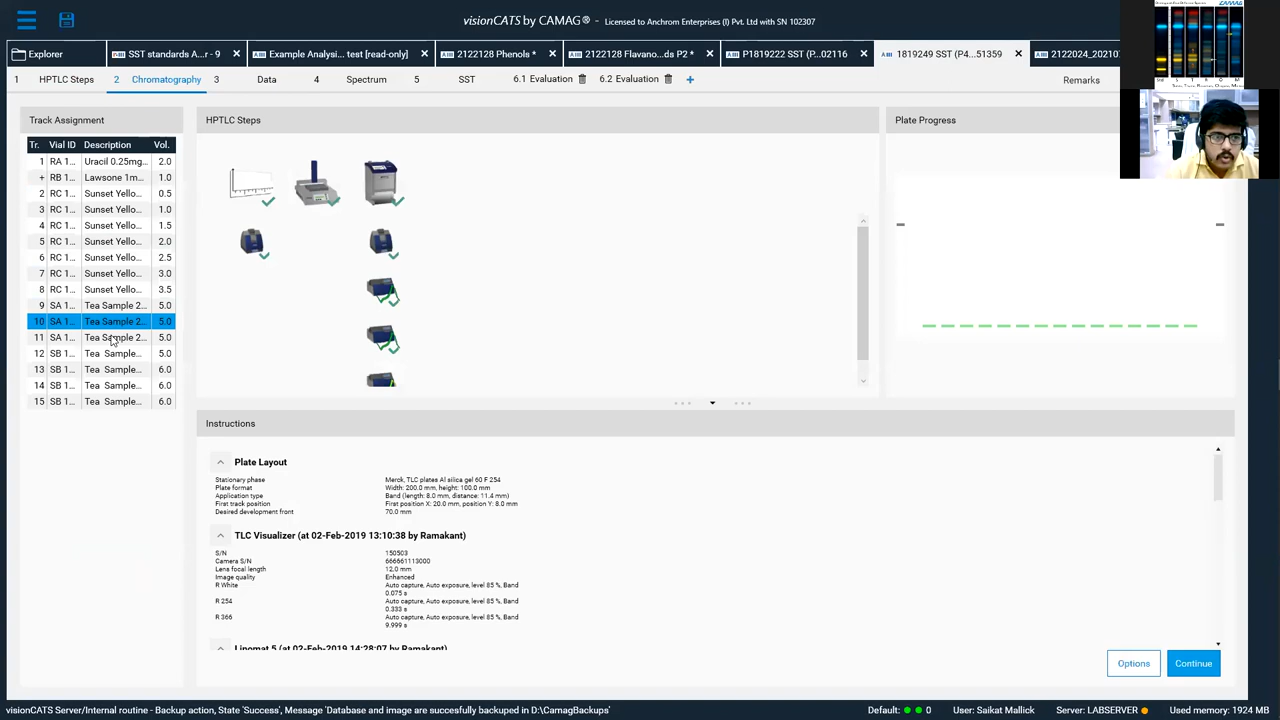 visionCATS by CAMAG® - Licensed to Anchrom Enterprises (I) Pvt. Ltd with SN 102307
Explorer
SST standards A...r - 9
Example Analysi... test [read-only]
2122128 Flavonoids P2 *
P1819227 SST (P...02116
1819249 SST (P4...51359
1 HPTLC Steps 2 Chromatography 3 Data 4 Spectrum 5 SST 6.1 Evaluation 6.2 Evaluation + Remarks
CAMAG
Track Assignment
Tr. Vial ID Description Vol.
1 RA 1... Uracil 0.25mg... 2.0
+ RB 1... Lawsone 1m... 1.0
2 RC 1... Sunset Yello... 0.5
3 RC 1... Sunset Yello... 1.0
4 RC 1... Sunset Yello... 1.5
5 RC 1... Sunset Yello... 2.0
6 RC 1... Sunset Yello... 2.5
7 RC 1... Sunset Yello... 3.0
8 RC 1... Sunset Yello... 3.5
9 SA 1... Tea Sample 2... 5.0
10 SA 1... Tea Sample 2... 5.0
11 SA 1... Tea Sample 2... 5.0
12 SB 1... Tea Sample... 5.0
13 SB 1... Tea Sample... 6.0
14 SB 1... Tea Sample... 6.0
15 SB 1... Tea Sample... 6.0
HPTLC Steps
Plate Progress
Instructions
Plate Layout
Stationary phase Merck, TLC plates Al silica gel 60 F 254
Plate format Width: 200.0 mm, height: 100.0 mm
Application type Band (length: 8.0 mm, distance: 11.4 mm)
First track position First position X: 20.0 mm, position Y: 8.0 mm
Desired development front 70.0 mm
TLC Visualizer (at 02-Feb-2019 13:10:38 by Ramakant)
S/N 150503
Camera S/N 666661113000
Lens focal length 12.0 mm
Image quality Enhanced
R White Auto capture, Auto exposure, level 85 %, Band
0.075 s
R 254 Auto capture, Auto exposure, level 85 %, Band
0.333 s
R 366 Auto capture, Auto exposure, level 85 %, Band
9.999 s
Linomat 5 (at 02-Feb-2019 14:28:07 by Ramakant)
Options
Continue
visionCATS Server/Internal routine - Backup action, State 'Success', Message 'Database and image are succesfully backuped in D:\CamagBackups'
Default: 0 User: Saikat Mallick Server: LABSERVER Used memory: 1924 MB